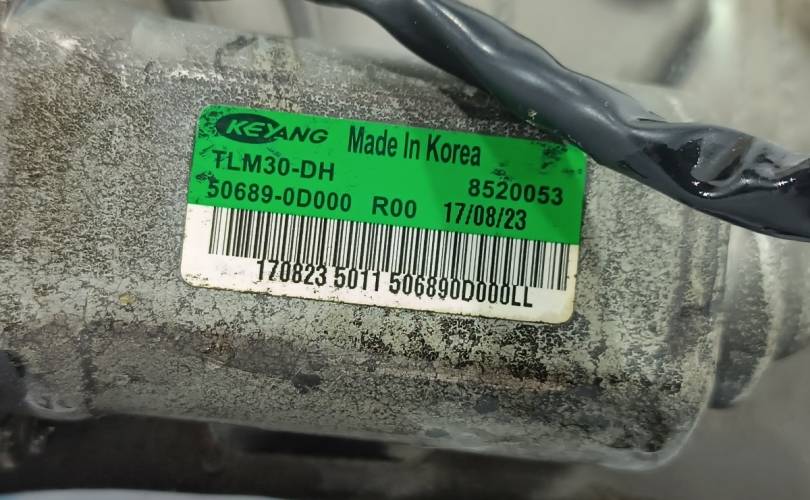 KEYANG Made In Korea
TLM30-DH 8520053
50689-0D000 R00 17/08/23
170823 5011 506890D000LL